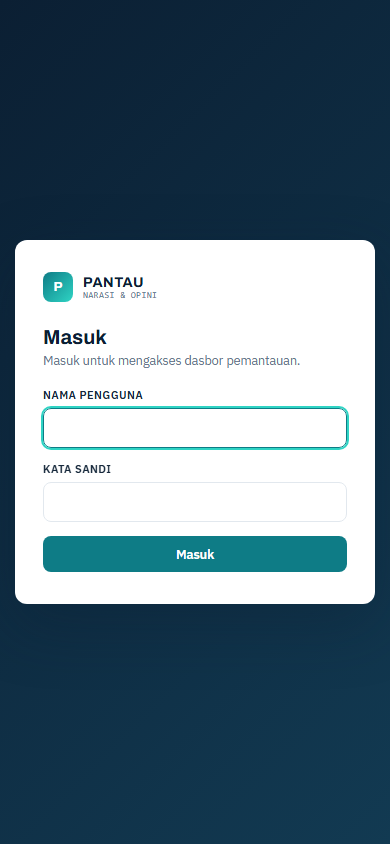 P
PANTAU
NARASI & OPINI
Masuk
Masuk untuk mengakses dasbor pemantauan.
NAMA PENGGUNA
KATA SANDI
Masuk